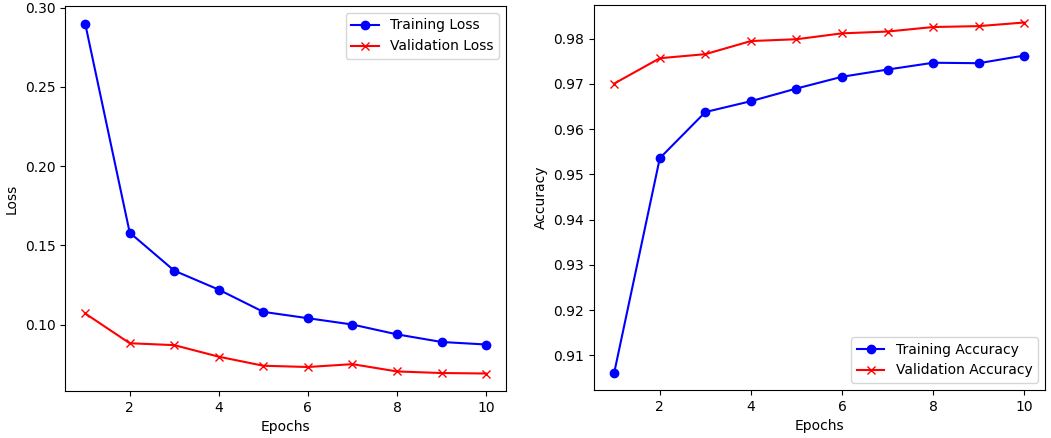 0.30
0.25
0.20
0.15
0.10
Loss
2
4
6
8
10
Epochs
Training Loss
Validation Loss
0.98
0.97
0.96
0.95
0.94
0.93
0.92
0.91
Accuracy
2
4
6
8
10
Epochs
Training Accuracy
Validation Accuracy